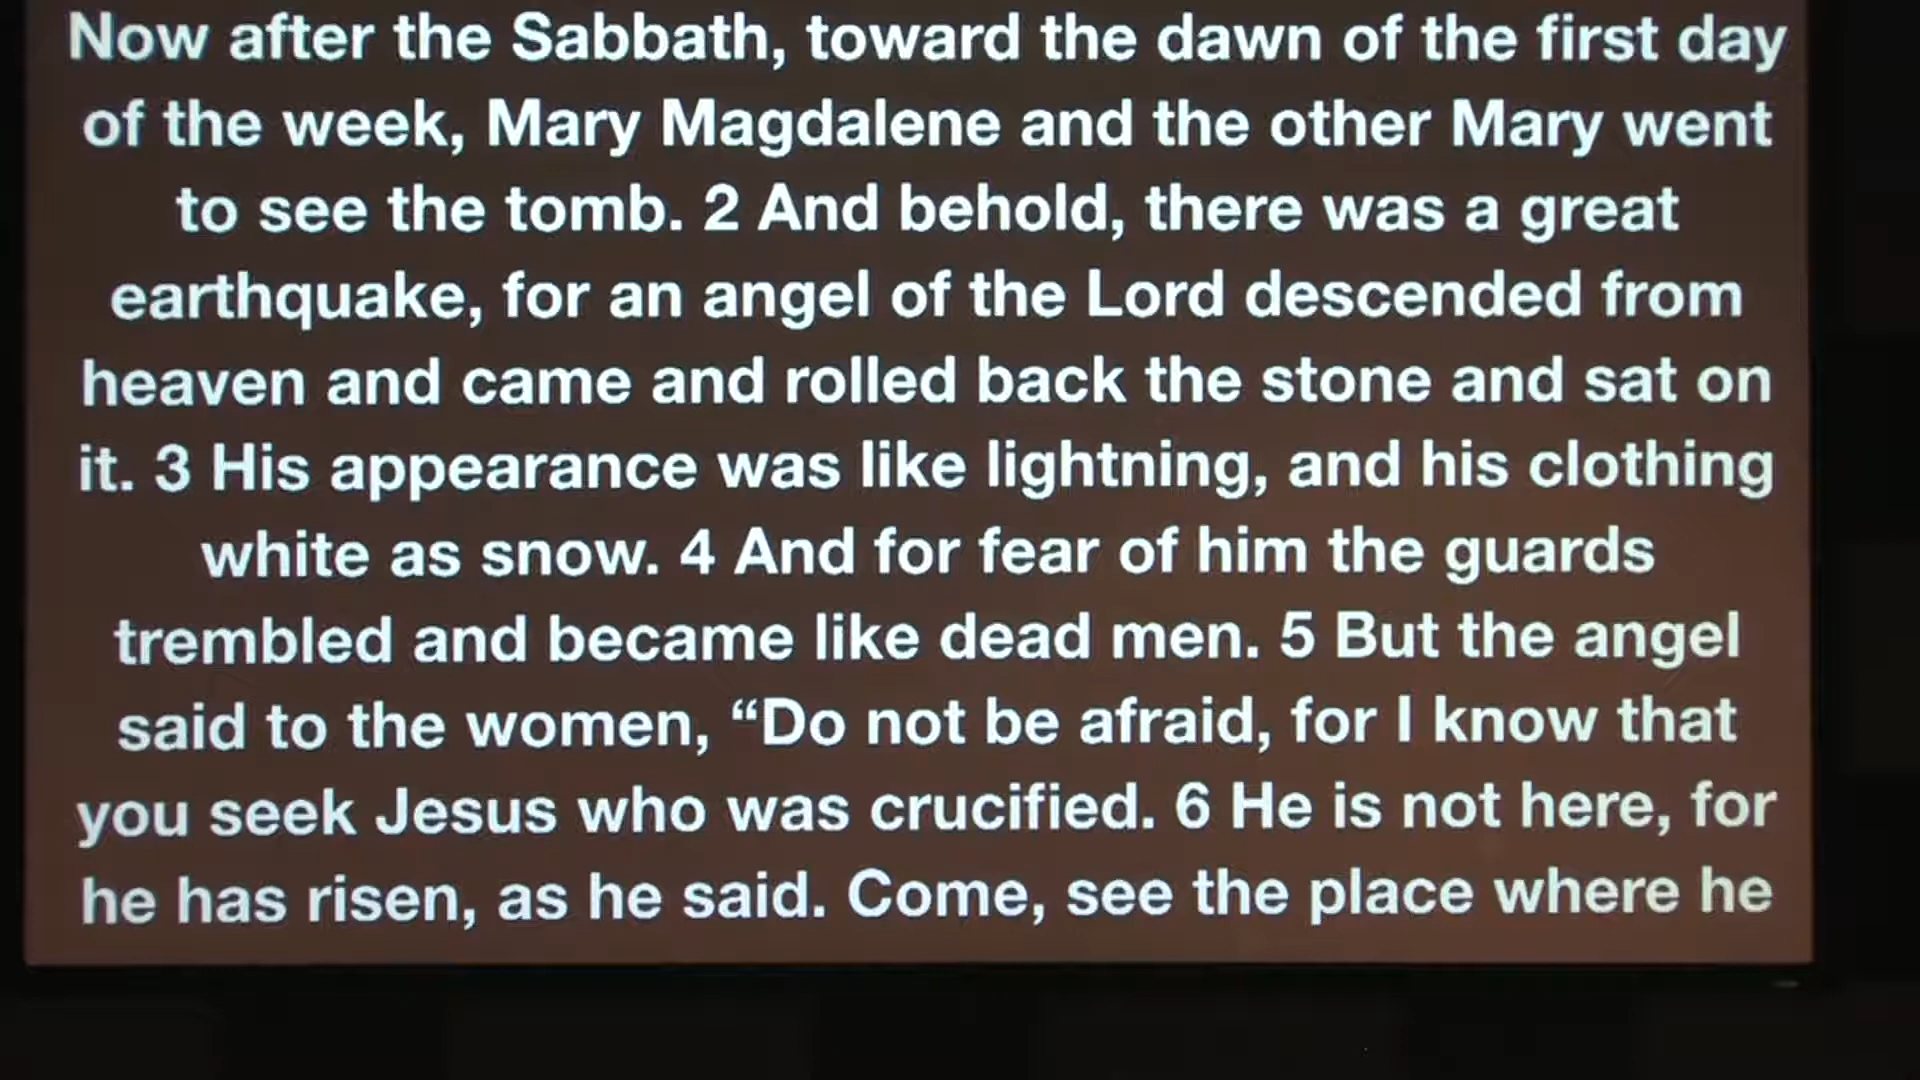 Now after the Sabbath, toward the dawn of the first day
of the week, Mary Magdalene and the other Mary went
to see the tomb. 2 And behold, there was a great
earthquake, for an angel of the Lord descended from
heaven and came and rolled back the stone and sat on
it. 3 His appearance was like lightning, and his clothing
white as snow. 4 And for fear of him the guards
trembled and became like dead men. 5 But the angel
said to the women, “Do not be afraid, for I know that
you seek Jesus who was crucified. 6 He is not here, for
he has risen, as he said. Come, see the place where he